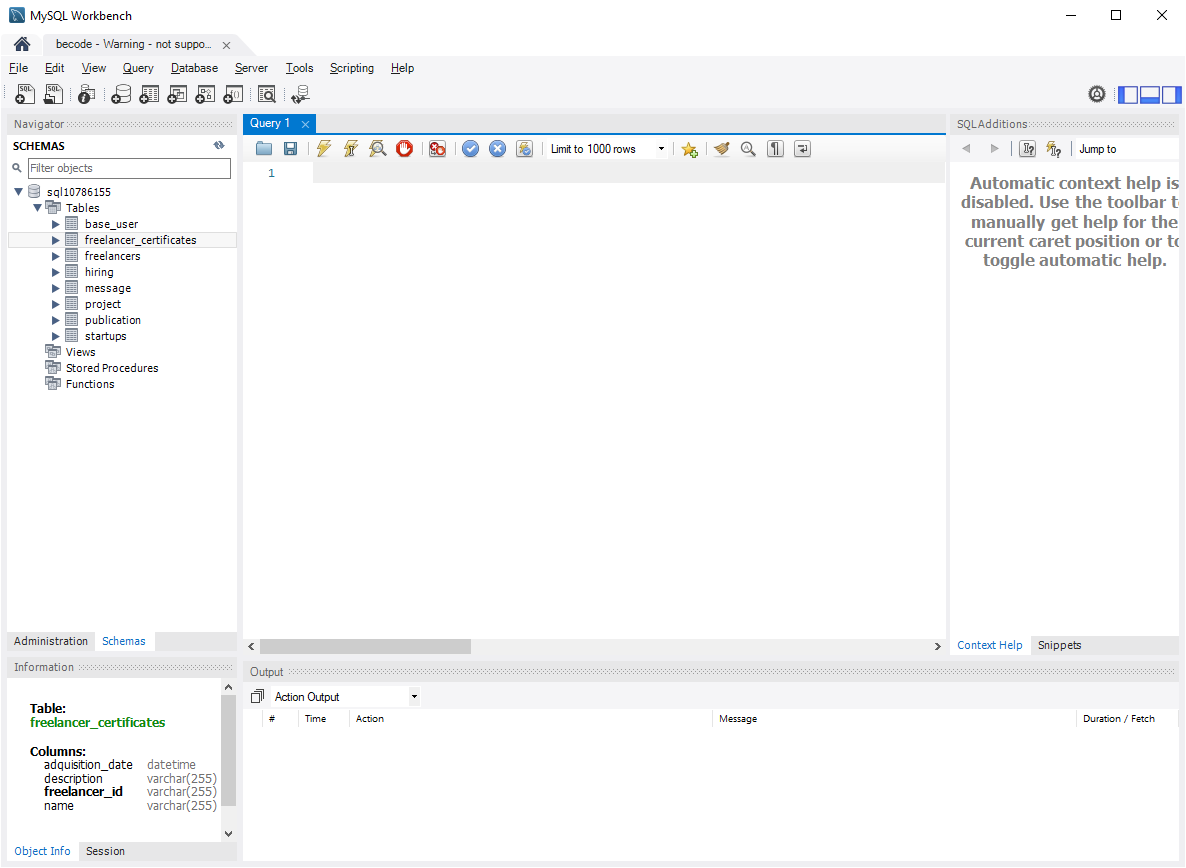 MySQL Workbench
becode - Warning - not suppo...
File Edit View Query Database Server Tools Scripting Help
Navigator
SCHEMAS
Filter objects
sql10786155
Tables
base_user
freelancer_certificates
freelancers
hiring
message
project
publication
startups
Views
Stored Procedures
Functions
Administration Schemas
Information
Table:
freelancer_certificates
Columns:
adquisition_date datetime
description varchar(255)
freelancer_id varchar(255)
name varchar(255)
Object Info Session
Query 1
Limit to 1000 rows
1
SQLAdditions
Jump to
Automatic context help is
disabled. Use the toolbar t
manually get help for the
current caret position or to
toggle automatic help.
Context Help Snippets
Output
Action Output
# Time Action Message Duration / Fetch